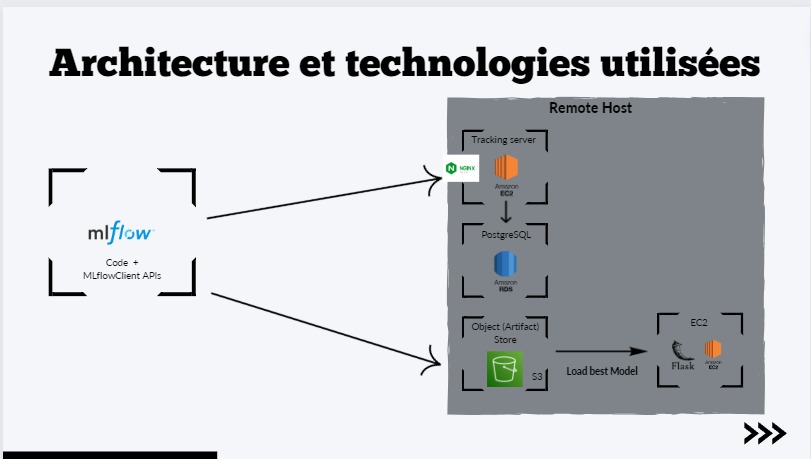 Architecture et technologies utilisées
Remote Host
Tracking server
NGINX
Amazon
EC2
mlflow
Code +
MLflowClient APIs
PostgreSQL
Amazon
RDS
Object (Artifact)
Store
S3
Load best Model
EC2
Flask
Amazon
EC2